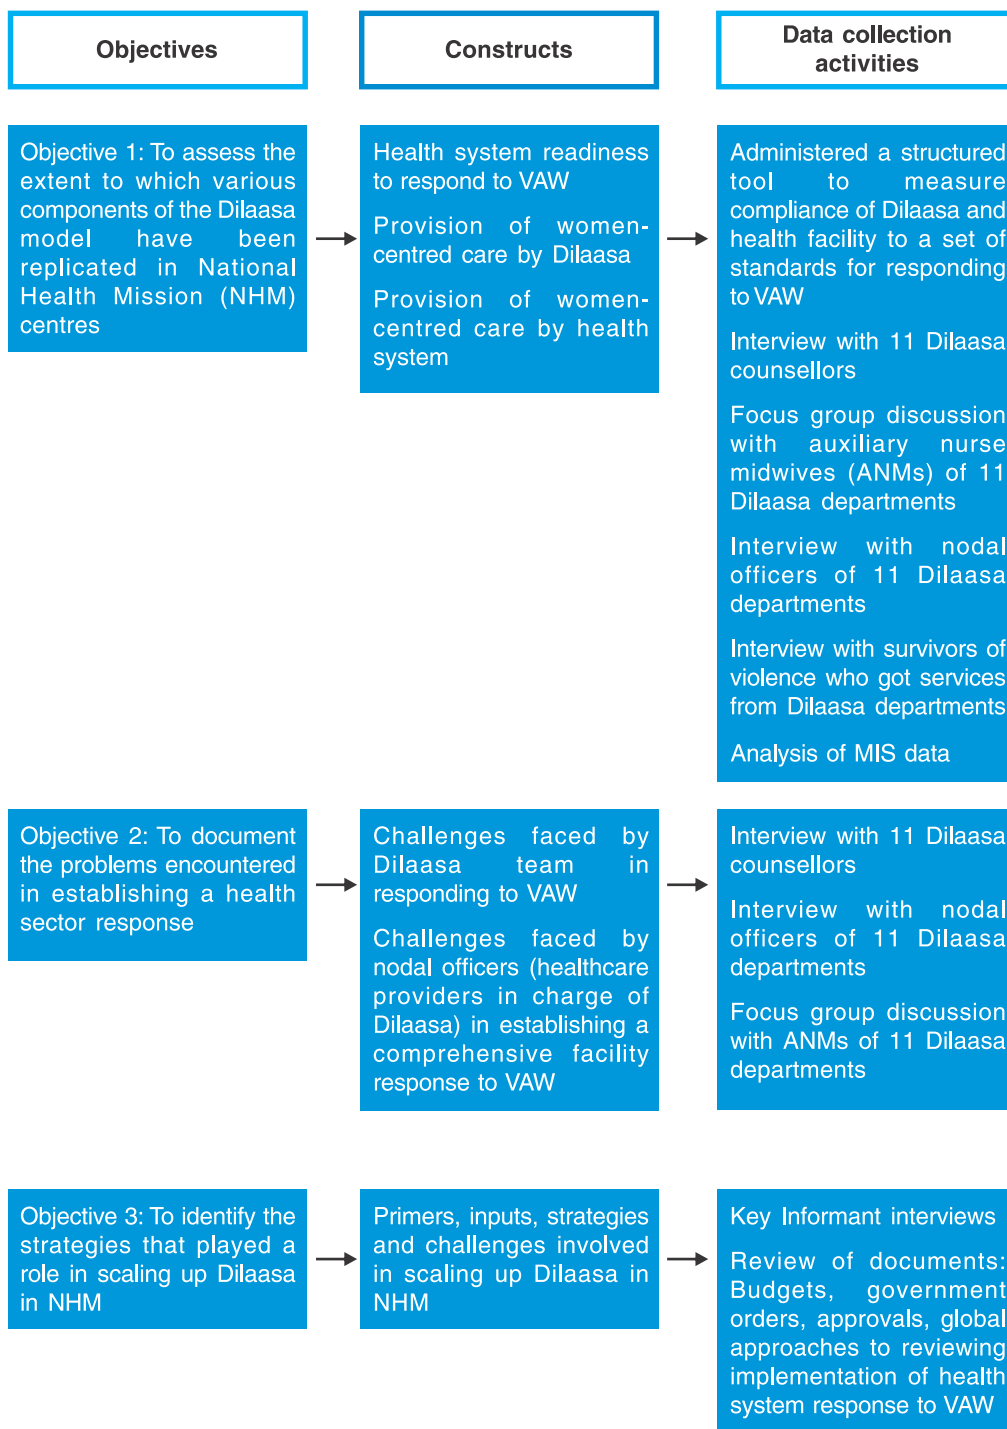 Objectives
Constructs
Data collection
activities
Objective 1: To assess the
extent to which various
components of the Dilaasa
model have been
replicated in National
Health Mission (NHM)
centres
Health system readiness
to respond to VAW
Provision of women-
centred care by Dilaasa
Provision of women-
centred care by health
system
Administered a structured
tool to measure
compliance of Dilaasa and
health facility to a set of
standards for responding
to VAW
Interview with 11 Dilaasa
counsellors
Focus group discussion
with auxiliary nurse
midwives (ANMs) of 11
Dilaasa departments
Interview with nodal
officers of 11 Dilaasa
departments
Interview with survivors of
violence who got services
from Dilaasa departments
Analysis of MIS data
Objective 2: To document
the problems encountered
in establishing a health
sector response
Challenges faced by
Dilaasa team in
responding to VAW
Challenges faced by
nodal officers (healthcare
providers in charge of
Dilaasa) in establishing a
comprehensive facility
response to VAW
Interview with 11 Dilaasa
counsellors
Interview with nodal
officers of 11 Dilaasa
departments
Focus group discussion
with ANMs of 11 Dilaasa
departments
Objective 3: To identify the
strategies that played a
role in scaling up Dilaasa
in NHM
Primers, inputs, strategies
and challenges involved
in scaling up Dilaasa in
NHM
Key Informant interviews
Review of documents:
Budgets, government
orders, approvals, global
approaches to reviewing
implementation of health
system response to VAW